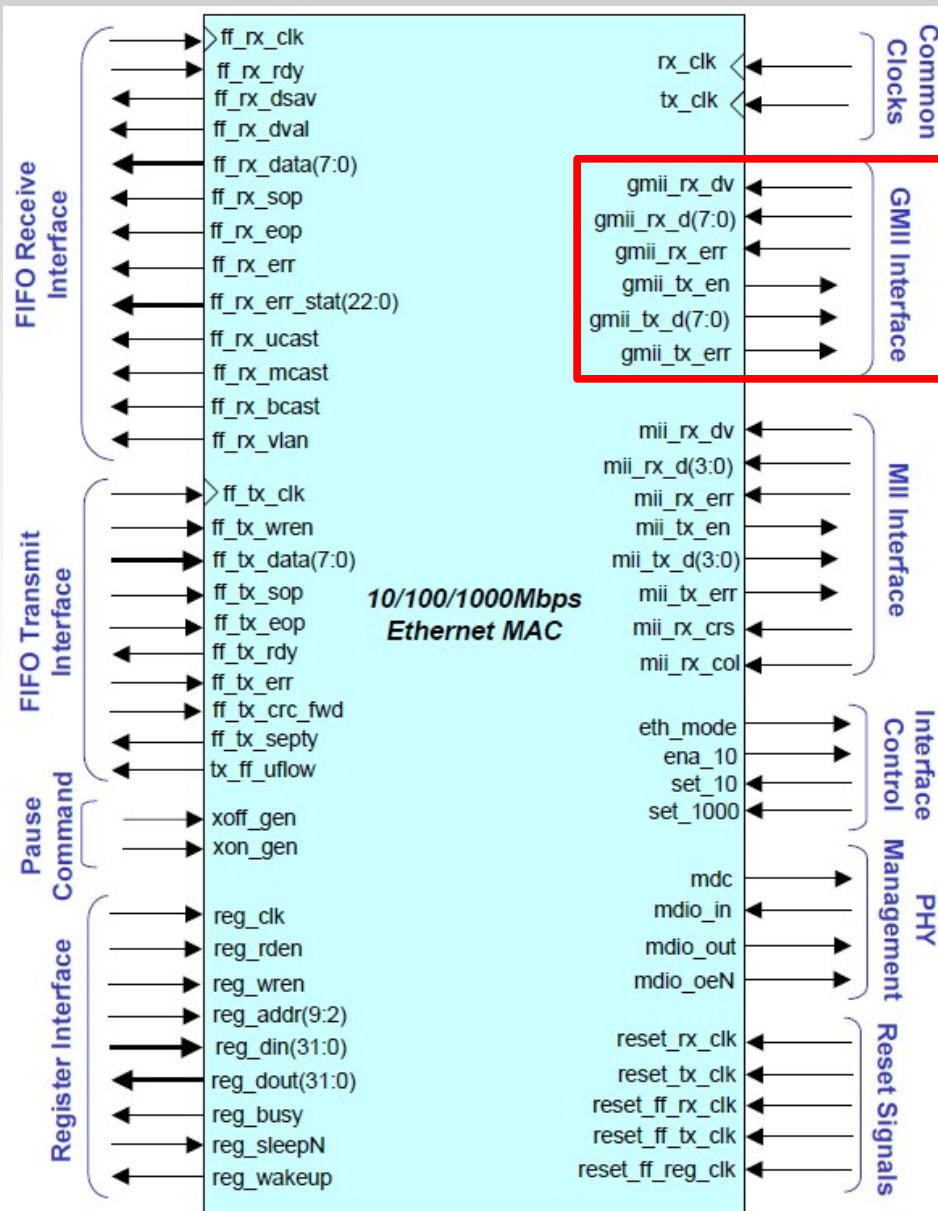 FIFO Receive
Interface
ff_rx_clk
ff_rx_rdy
ff_rx_dsav
ff_rx_dval
ff_rx_data(7:0)
ff_rx_sop
ff_rx_eop
ff_rx_err
ff_rx_err_stat(22:0)
ff_rx_ucast
ff_rx_mcast
ff_rx_bcast
ff_rx_vlan
FIFO Transmit
Interface
ff_tx_clk
ff_tx_wren
ff_tx_data(7:0)
ff_tx_sop
ff_tx_eop
ff_tx_rdy
ff_tx_err
ff_tx_crc_fwd
ff_tx_septy
tx_ff_uflow
Pause
Command
xoff_gen
xon_gen
Register Interface
reg_clk
reg_rden
reg_wren
reg_addr(9:2)
reg_din(31:0)
reg_dout(31:0)
reg_busy
reg_sleepN
reg_wakeup
10/100/1000Mbps
Ethernet MAC
rx_clk
tx_clk
Common
Clocks
gmii_rx_dv
gmii_rx_d(7:0)
gmii_rx_err
gmii_tx_en
gmii_tx_d(7:0)
gmii_tx_err
GMII Interface
mii_rx_dv
mii_rx_d(3:0)
mii_rx_err
mii_tx_en
mii_tx_d(3:0)
mii_tx_err
mii_rx_crs
mii_rx_col
MII Interface
eth_mode
ena_10
set_10
set_1000
Interface
Control
mdc
mdio_in
mdio_out
mdio_oeN
PHY
Management
reset_rx_clk
reset_tx_clk
reset_ff_rx_clk
reset_ff_tx_clk
reset_ff_reg_clk
Reset Signals